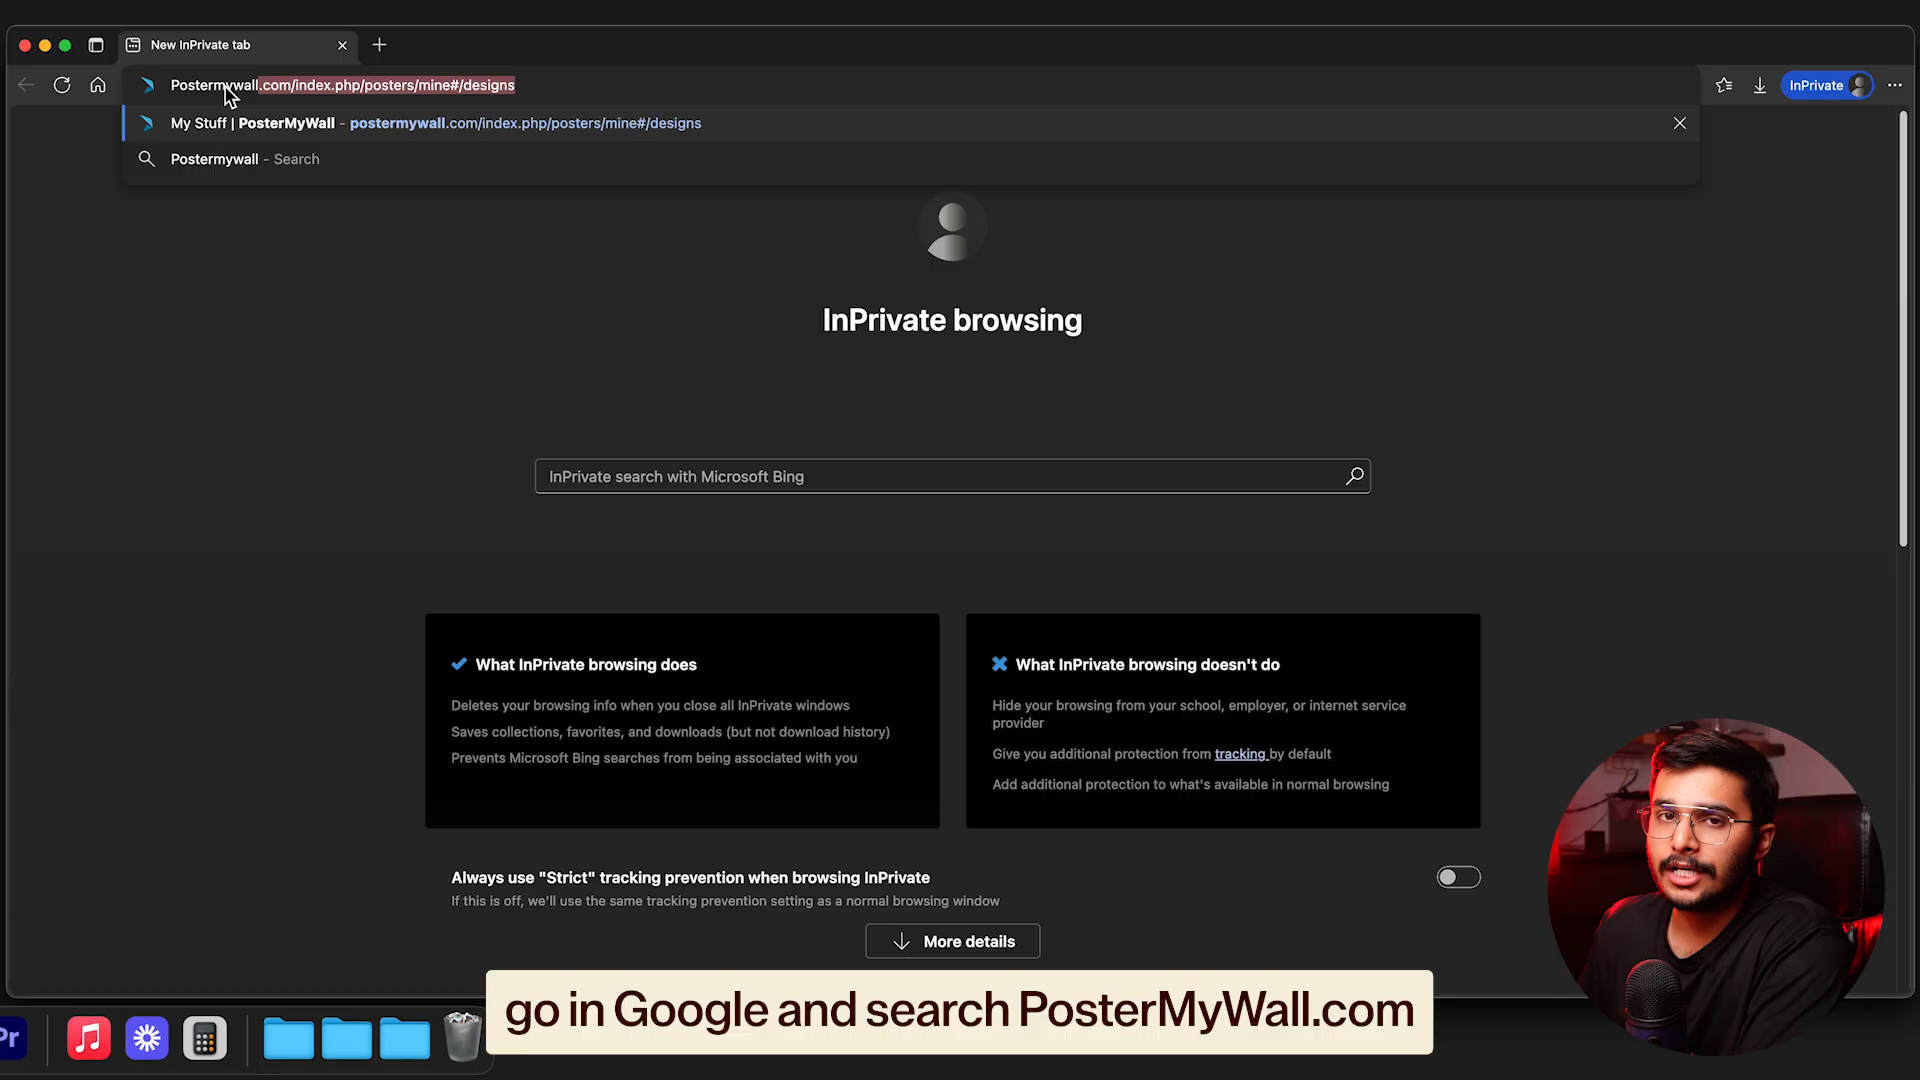 New InPrivate tab
Postermywall.com/index.php/posters/mine#/designs
InPrivate
My Stuff | PosterMyWall - postermywall.com/index.php/posters/mine#/designs
Postermywall - Search
InPrivate browsing
InPrivate search with Microsoft Bing
What InPrivate browsing does
Deletes your browsing info when you close all InPrivate windows
Saves collections, favorites, and downloads (but not download history)
Prevents Microsoft Bing searches from being associated with you
What InPrivate browsing doesn't do
Hide your browsing from your school, employer, or internet service
provider
Give you additional protection from tracking by default
Add additional protection to what's available in normal browsing
Always use "Strict" tracking prevention when browsing InPrivate
If this is off, we'll use the same tracking prevention setting as a normal browsing window
More details
go in Google and search PosterMyWall.com
Pr